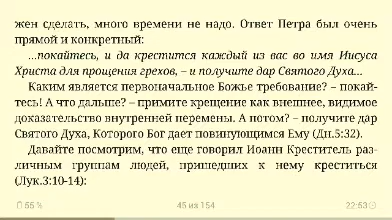 жен сделать, много времени не надо. Ответ Петра был очень
прямой и конкретный:
...покайтесь, и да крестится каждый из вас во имя Иисуса
Христа для прощения грехов, – и получите дар Святого Духа...
Каким является первоначальное Божье требование? – покай-
тесь! А что дальше? – примите крещение как внешнее, видимое
доказательство внутренней перемены. А потом? – получите дар
Святого Духа, Которого Бог дает повинующимся Ему (Дн.5:32).
Давайте посмотрим, что еще говорил Иоанн Креститель раз-
личным группам людей, пришедших к нему креститься
(Лук.3:10-14):
55 %
45 из 154
22:53